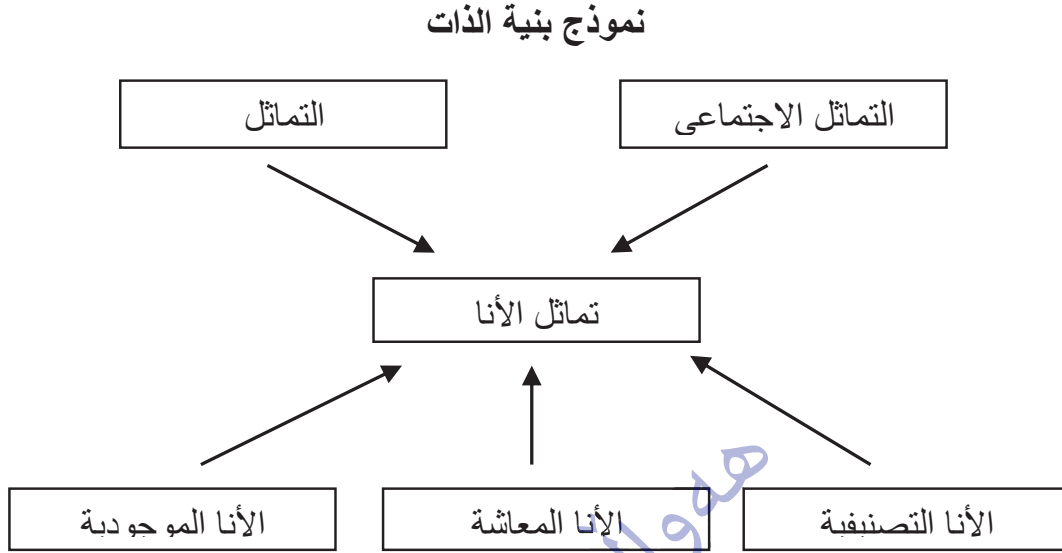 نموذج بنية الذات
التماثل الاجتماعى
التماثل
تماثل الأنا
الأنا التصنيفية
الأنا المعاشة
الأنا الموجودية